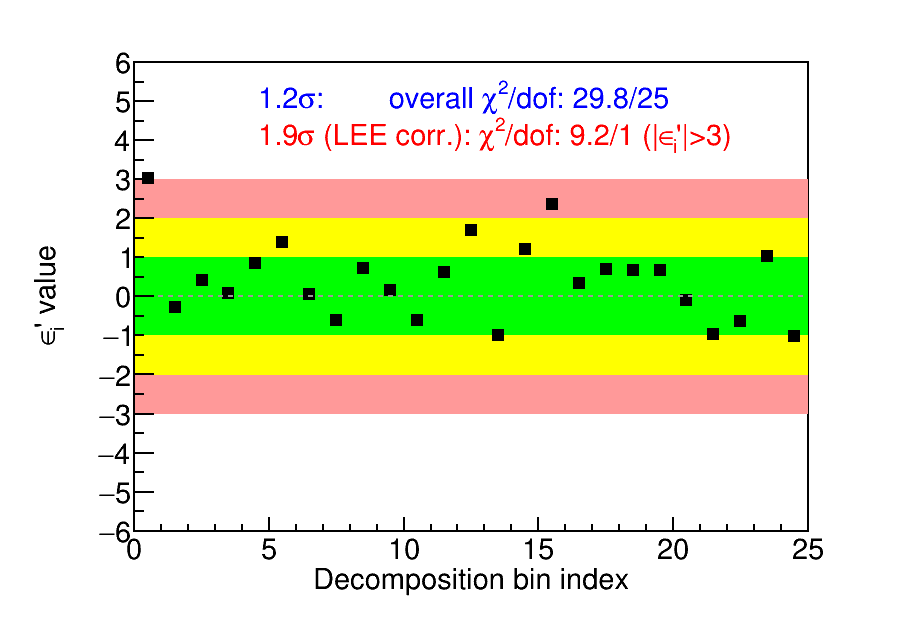 6
5
4
3
2
1
0
−1
−2
−3
−4
−5
−6
ϵᵢ' value
1.2σ: overall χ²/dof: 29.8/25
1.9σ (LEE corr.): χ²/dof: 9.2/1 (|ϵᵢ'|>3)
0 5 10 15 20 25
Decomposition bin index